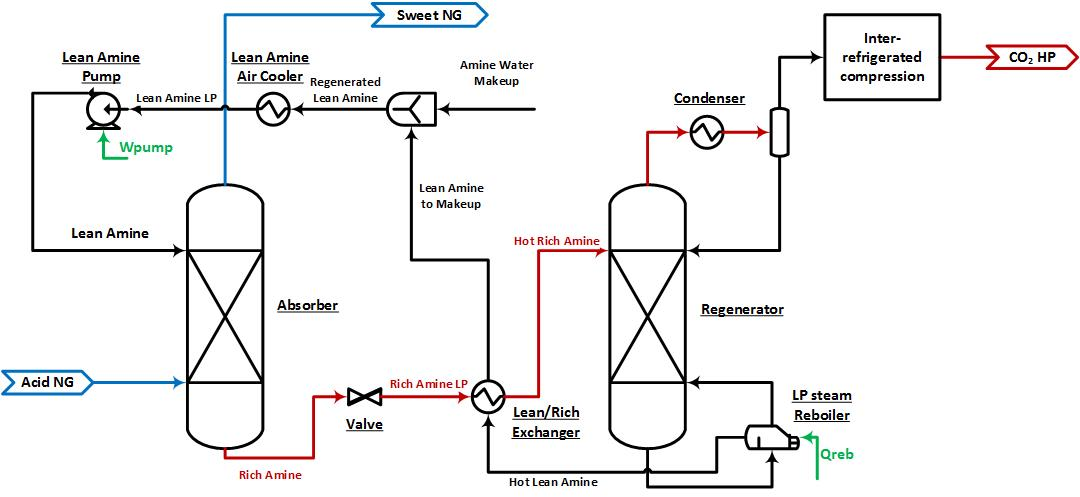 Sweet NG
Inter-
refrigerated
compression
CO₂ HP
Lean Amine
Pump
Lean Amine
Air Cooler
Regenerated
Lean Amine
Amine Water
Makeup
Lean Amine LP
Condenser
Wpump
Lean Amine
to Makeup
Lean Amine
Hot Rich Amine
Absorber
Regenerator
Acid NG
Rich Amine LP
Valve
Lean/Rich
Exchanger
LP steam
Reboiler
Qreb
Rich Amine
Hot Lean Amine